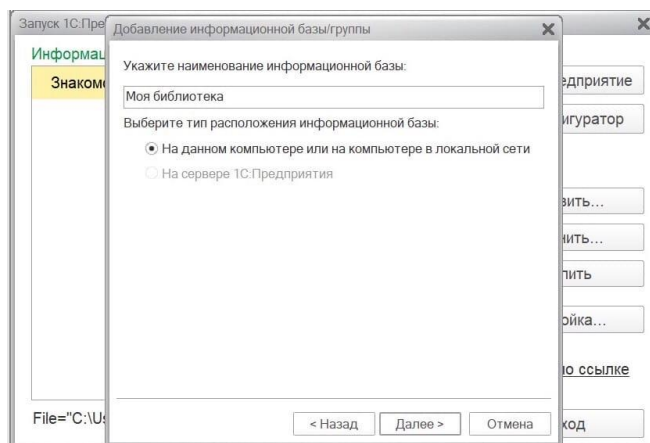 Запуск 1С:Пре
Добавление информационной базы/группы
Информац
Знаком
Укажите наименование информационной базы:
Моя библиотека
Выберите тип расположения информационной базы:
На данном компьютере или на компьютере в локальной сети
На сервере 1С:Предприятия
едприятие
игуратор
вить...
нить...
лить
ойка...
по ссылке
ход
File="C:\Us
< Назад
Далее >
Отмена